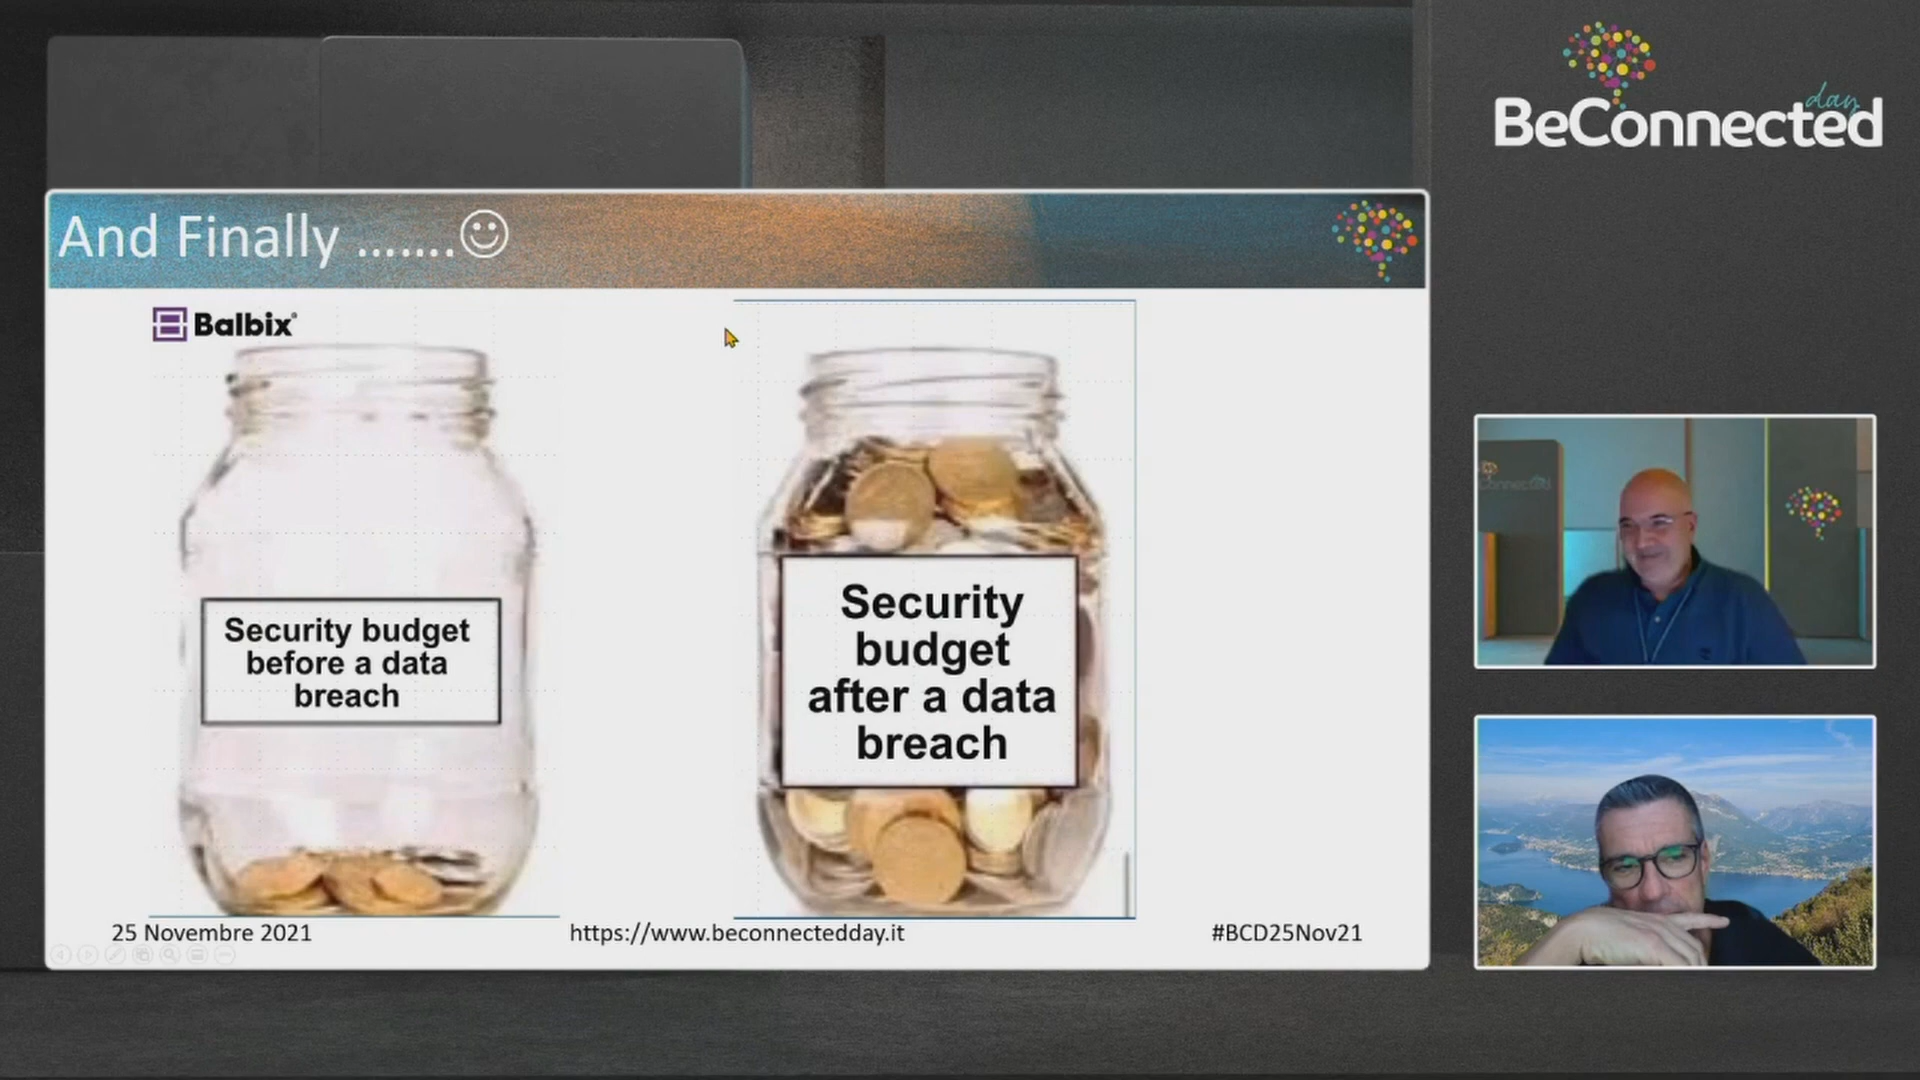 BeConnected
day
And Finally .......☺
Balbix
Security budget
before a data
breach
Security
budget
after a data
breach
25 Novembre 2021
https://www.beconnectedday.it
#BCD25Nov21